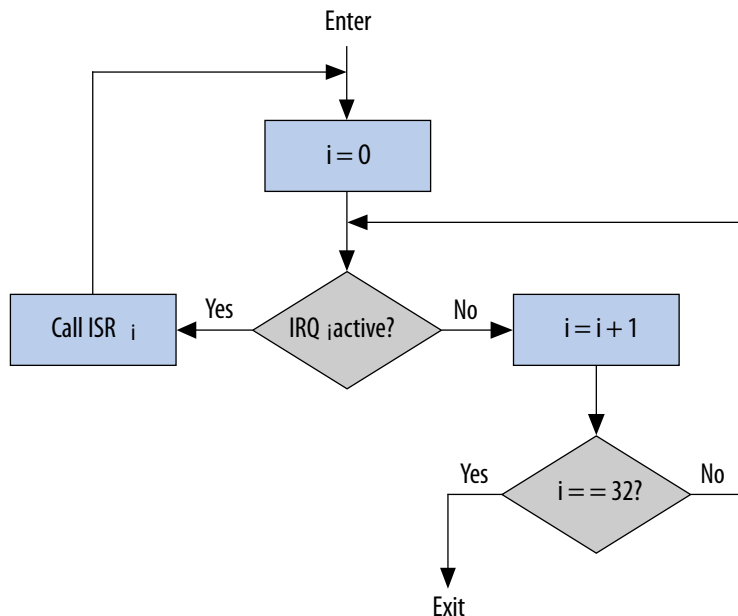 Enter
i = 0
Call ISR i
Yes
IRQ i active?
No
i = i + 1
Yes
i = = 32?
No
Exit